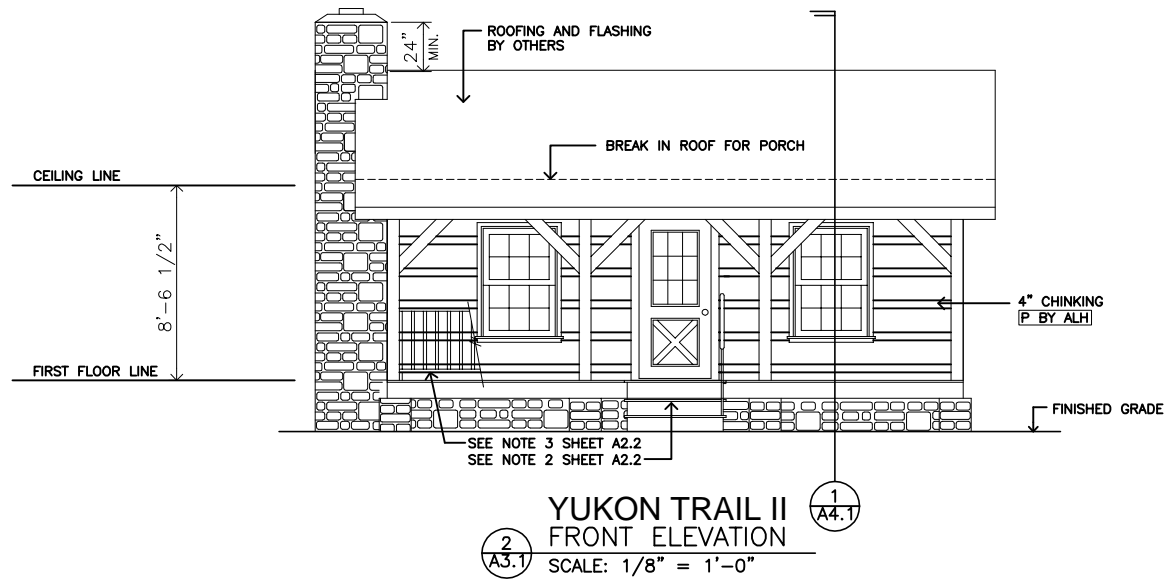 24"
MIN.
ROOFING AND FLASHING
BY OTHERS
BREAK IN ROOF FOR PORCH
CEILING LINE
8'-6 1/2"
4" CHINKING
P BY ALH
FIRST FLOOR LINE
FINISHED GRADE
SEE NOTE 3 SHEET A2.2
SEE NOTE 2 SHEET A2.2
1
A4.1
YUKON TRAIL II
2
A3.1
FRONT ELEVATION
SCALE: 1/8" = 1'-0"